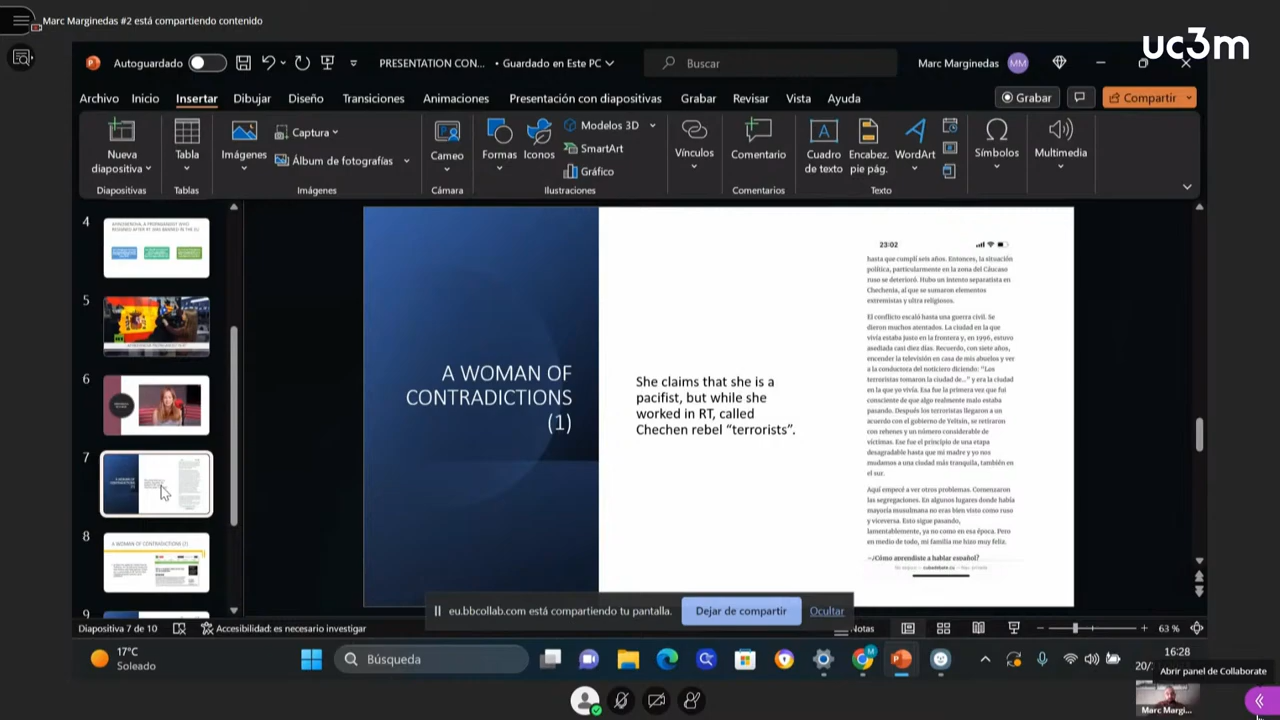 Marc Marginedas #2 está compartiendo contenido
uc3m
Autoguardado
PRESENTATION CON... • Guardado en Este PC
Buscar
Marc Marginedas
MM
Archivo Inicio Insertar Dibujar Diseño Transiciones Animaciones Presentación con diapositivas Grabar Revisar Vista Ayuda
Grabar
Compartir
Nueva diapositiva
Tabla
Imágenes
Captura
Álbum de fotografías
Cameo
Formas
Iconos
Modelos 3D
SmartArt
Gráfico
Vínculos
Comentario
Cuadro de texto
Encabez. pie pág.
WordArt
Símbolos
Multimedia
Diapositivas
Tablas
Imágenes
Cámara
Ilustraciones
Comentarios
Texto
4
5
6
7
8
A WOMAN OF CONTRADICTIONS (2)
9
A WOMAN OF
CONTRADICTIONS
(1)
She claims that she is a
pacifist, but while she
worked in RT, called
Chechen rebel “terrorists”.
23:02
hasta que cumplí seis años. Entonces, la situación
política, particularmente en la zona del Cáucaso
ruso se deterioró. Hubo un intento separatista en
Chechenia, al que se sumaron elementos
extremistas y ultra religiosos.
El conflicto escaló hasta una guerra civil. Se
dieron muchos atentados. La ciudad en la que
vivía estaba justo en la frontera y, en 1996, estuvo
asediada casi diez días. Recuerdo, con siete años,
encender la televisión en casa de mis abuelos y ver
a la conductora del noticiero diciendo: “Los
terroristas tomaron la ciudad de...” y era la ciudad
en la que yo vivía. Esa fue la primera vez que fui
consciente de que algo realmente malo estaba
pasando. Después los terroristas llegaron a un
acuerdo con el gobierno de Yeltsin, se retiraron
con rehenes y un número considerable de
víctimas. Ese fue el principio de una etapa
desagradable hasta que mi madre y yo nos
mudamos a una ciudad más tranquila, también en
el sur.
Aquí empecé a ver otros problemas. Comenzaron
las segregaciones. En algunos lugares donde había
mayoría musulmana no eras bien visto como ruso
y viceversa. Esto sigue pasando,
lamentablemente, ya no como en esa época. Pero
en medio de todo, mi familia me hizo muy feliz.
–¿Cómo aprendiste a hablar español?
cubadebate.cu
eu.bbcollab.com está compartiendo tu pantalla.
Dejar de compartir
Ocultar
Diapositiva 7 de 10
Accesibilidad: es necesario investigar
Notas
63 %
17°C
Soleado
Búsqueda
16:28
20/
Abrir panel de Collaborate
Marc Margi...